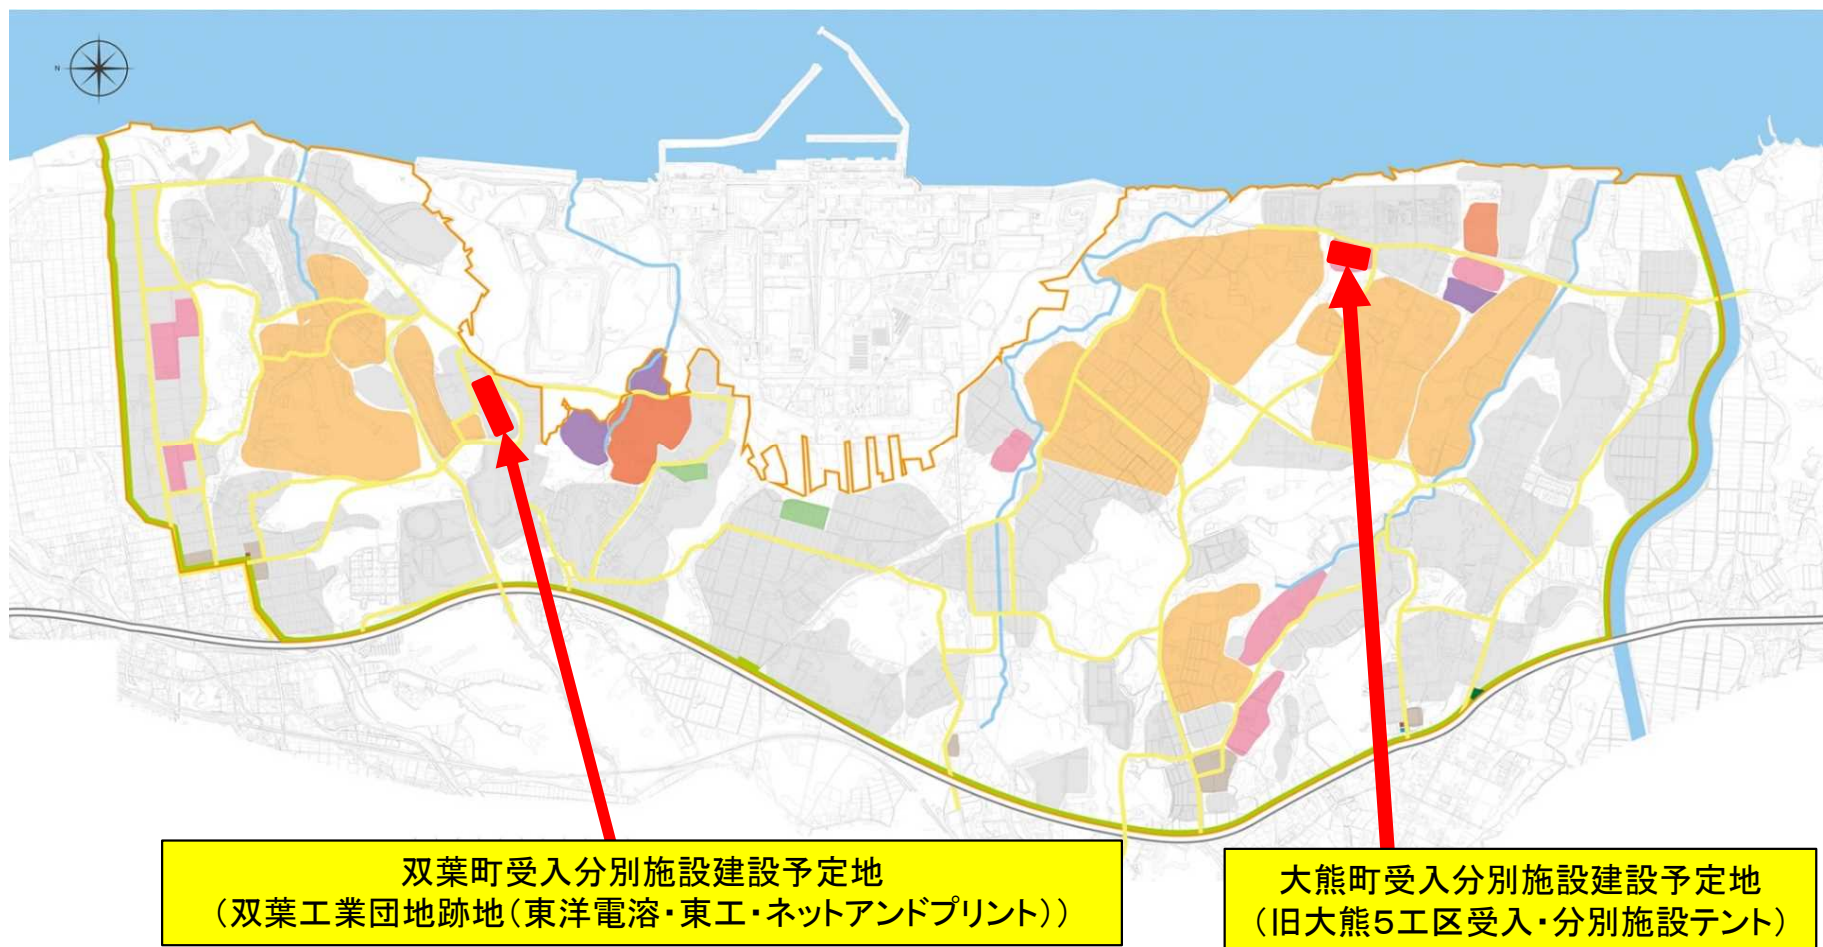 N
双葉町受入分別施設建設予定地
（双葉工業団地跡地（東洋電溶・東工・ネットアンドプリント））
大熊町受入分別施設建設予定地
（旧大熊５工区受入・分別施設テント）